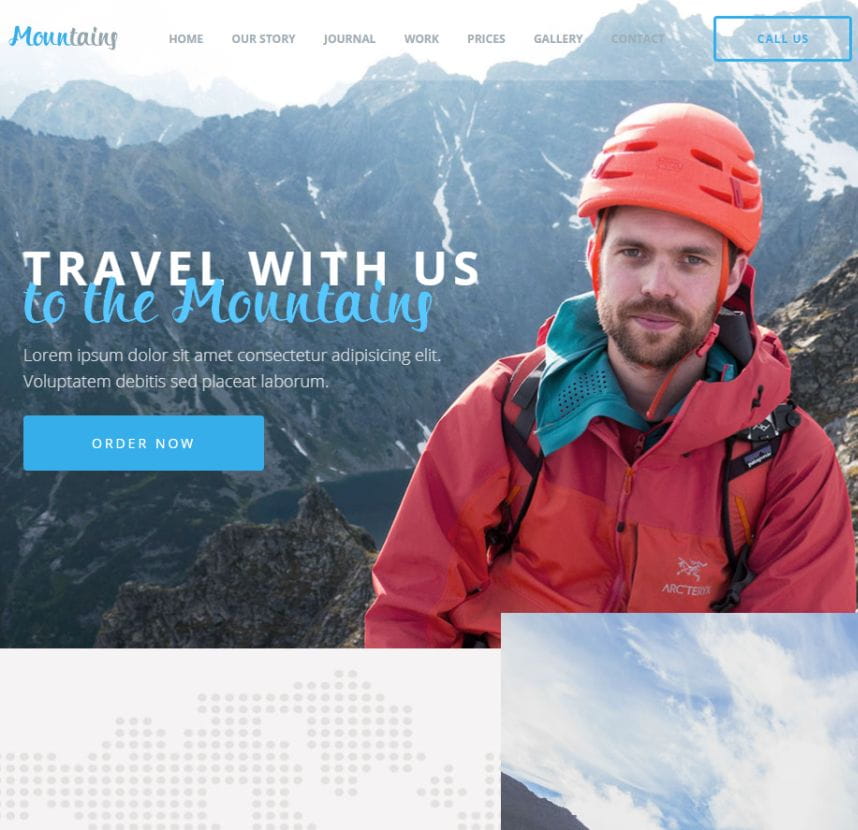 Mountains
HOME OUR STORY JOURNAL WORK PRICES GALLERY CONTACT CALL US
TRAVEL WITH US
to the Mountains
Lorem ipsum dolor sit amet consectetur adipisicing elit.
Voluptatem debitis sed placeat laborum.
ORDER NOW
patagonia
ARC'TERYX